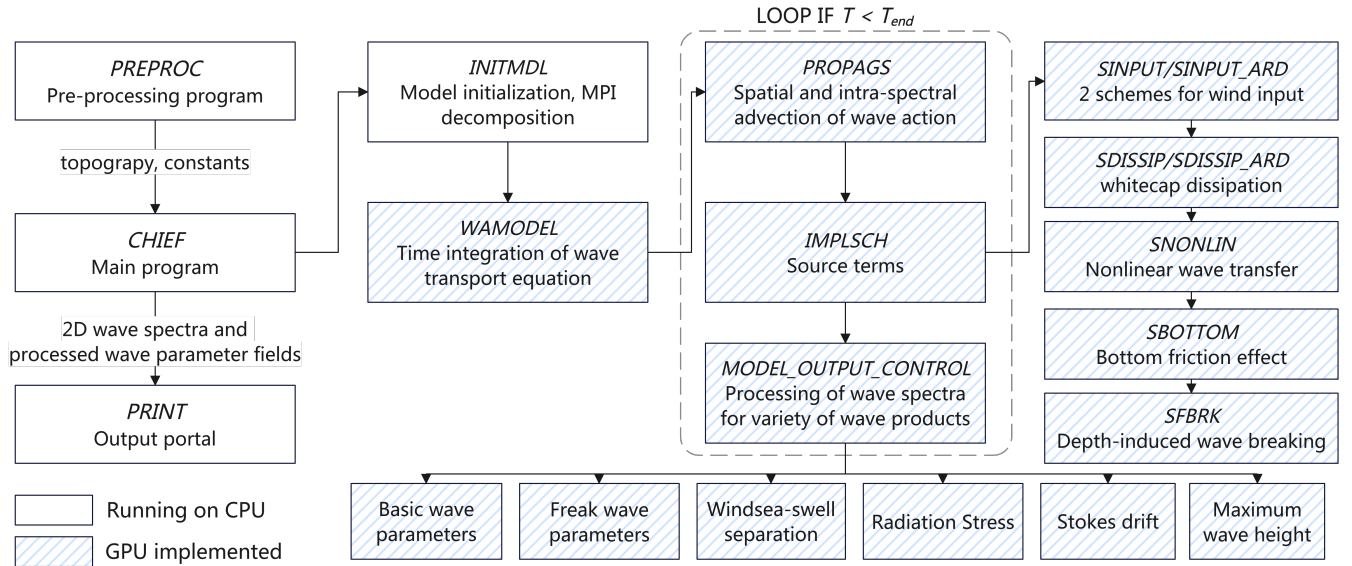 LOOP IF T < Tend
PREPROC
Pre-processing program
topograpy, constants
CHIEF
Main program
2D wave spectra and
processed wave parameter fields
PRINT
Output portal
Running on CPU
GPU implemented
INITMDL
Model initialization, MPI
decomposition
WAMODEL
Time integration of wave
transport equation
PROPAGS
Spatial and intra-spectral
advection of wave action
IMPLSCH
Source terms
MODEL_OUTPUT_CONTROL
Processing of wave spectra
for variety of wave products
SINPUT/SINPUT_ARD
2 schemes for wind input
SDISSIP/SDISSIP_ARD
whitecap dissipation
SNONLIN
Nonlinear wave transfer
SBOTTOM
Bottom friction effect
SFBRK
Depth-induced wave breaking
Basic wave
parameters
Freak wave
parameters
Windsea-swell
separation
Radiation Stress
Stokes drift
Maximum
wave height